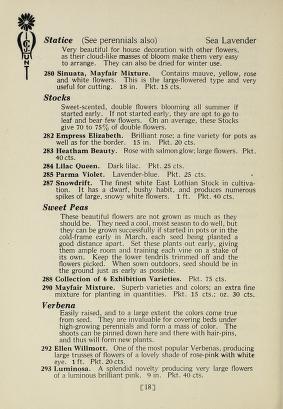 Statice (See perennials also) Sea Lavender
Very beautiful for house decoration with other flowers,
as their cloud-like masses of bloom make them very easy
to arrange. They can also be dried for winter use.
280 Sinuata, Mayfair Mixture. Contains mauve, yellow, rose
and white flowers. This is the large-flowered type and very
useful for cutting. 18 in. Pkt. 15 cts.
Stocks
Sweet-scented, double flowers blooming all summer if
started early. If not started early, they are apt to go to
leaf and bear few flowers. On an average, these Stocks
give 70 to 75% of double flowers.
282 Empress Elizabeth. Brilliant rose; a fine variety for pots as
well as for the border. 15 in. Pkt. 20 cts.
283 Heatham Beauty. Rose with salmon glow; large flowers. Pkt.
40 cts.
284 Lilac Queen. Dark lilac. Pkt. 25 cts.
285 Parma Violet. Lavender-blue. Pkt. 25 cts.
287 Snowdrift. The finest white East Lothian Stock in cultiva-
tion. It has a dwarf, bushy habit, and produces numerous
spikes of large, snowy white flowers. 1 ft. Pkt. 40 cts.
Sweet Peas
These beautiful flowers are not grown as much as they
should be. They need a cool, moist season to do well, but
they can be grown successfully if started in pots or in the
cold-frame early in March, each seed being planted a
good distance apart. Set these plants out early, giving
them ample room and training each vine on a stake of
its own. Keep the lower tendrils trimmed off and the
flowers picked. When sown outdoors, seed should be in
the ground just as early as possible.
288 Collection of 6 Exhibition Varieties. Pkt. 75 cts.
290 Mayfair Mixture. Superb varieties and colors; an extra fine
mixture for planting in quantities. Pkt. 15 cts.; oz. 30 cts.
Verbena
Easily raised, and to a large extent the colors come true
from seed. They are invaluable for covering beds under
high-growing perennials and form a mass of color. The
shoots can be pinned down here and there with hair-pins,
and thus will form new plants.
292 Ellen Willmott. One of the most popular Verbenas, producing
large trusses of flowers of a lovely shade of rose-pink with white
eye. 1 ft. Pkt. 20 cts.
293 Luminosa. A splendid novelty producing very large flowers
of a luminous brilliant pink. 9 in. Pkt. 40 cts.
[18]